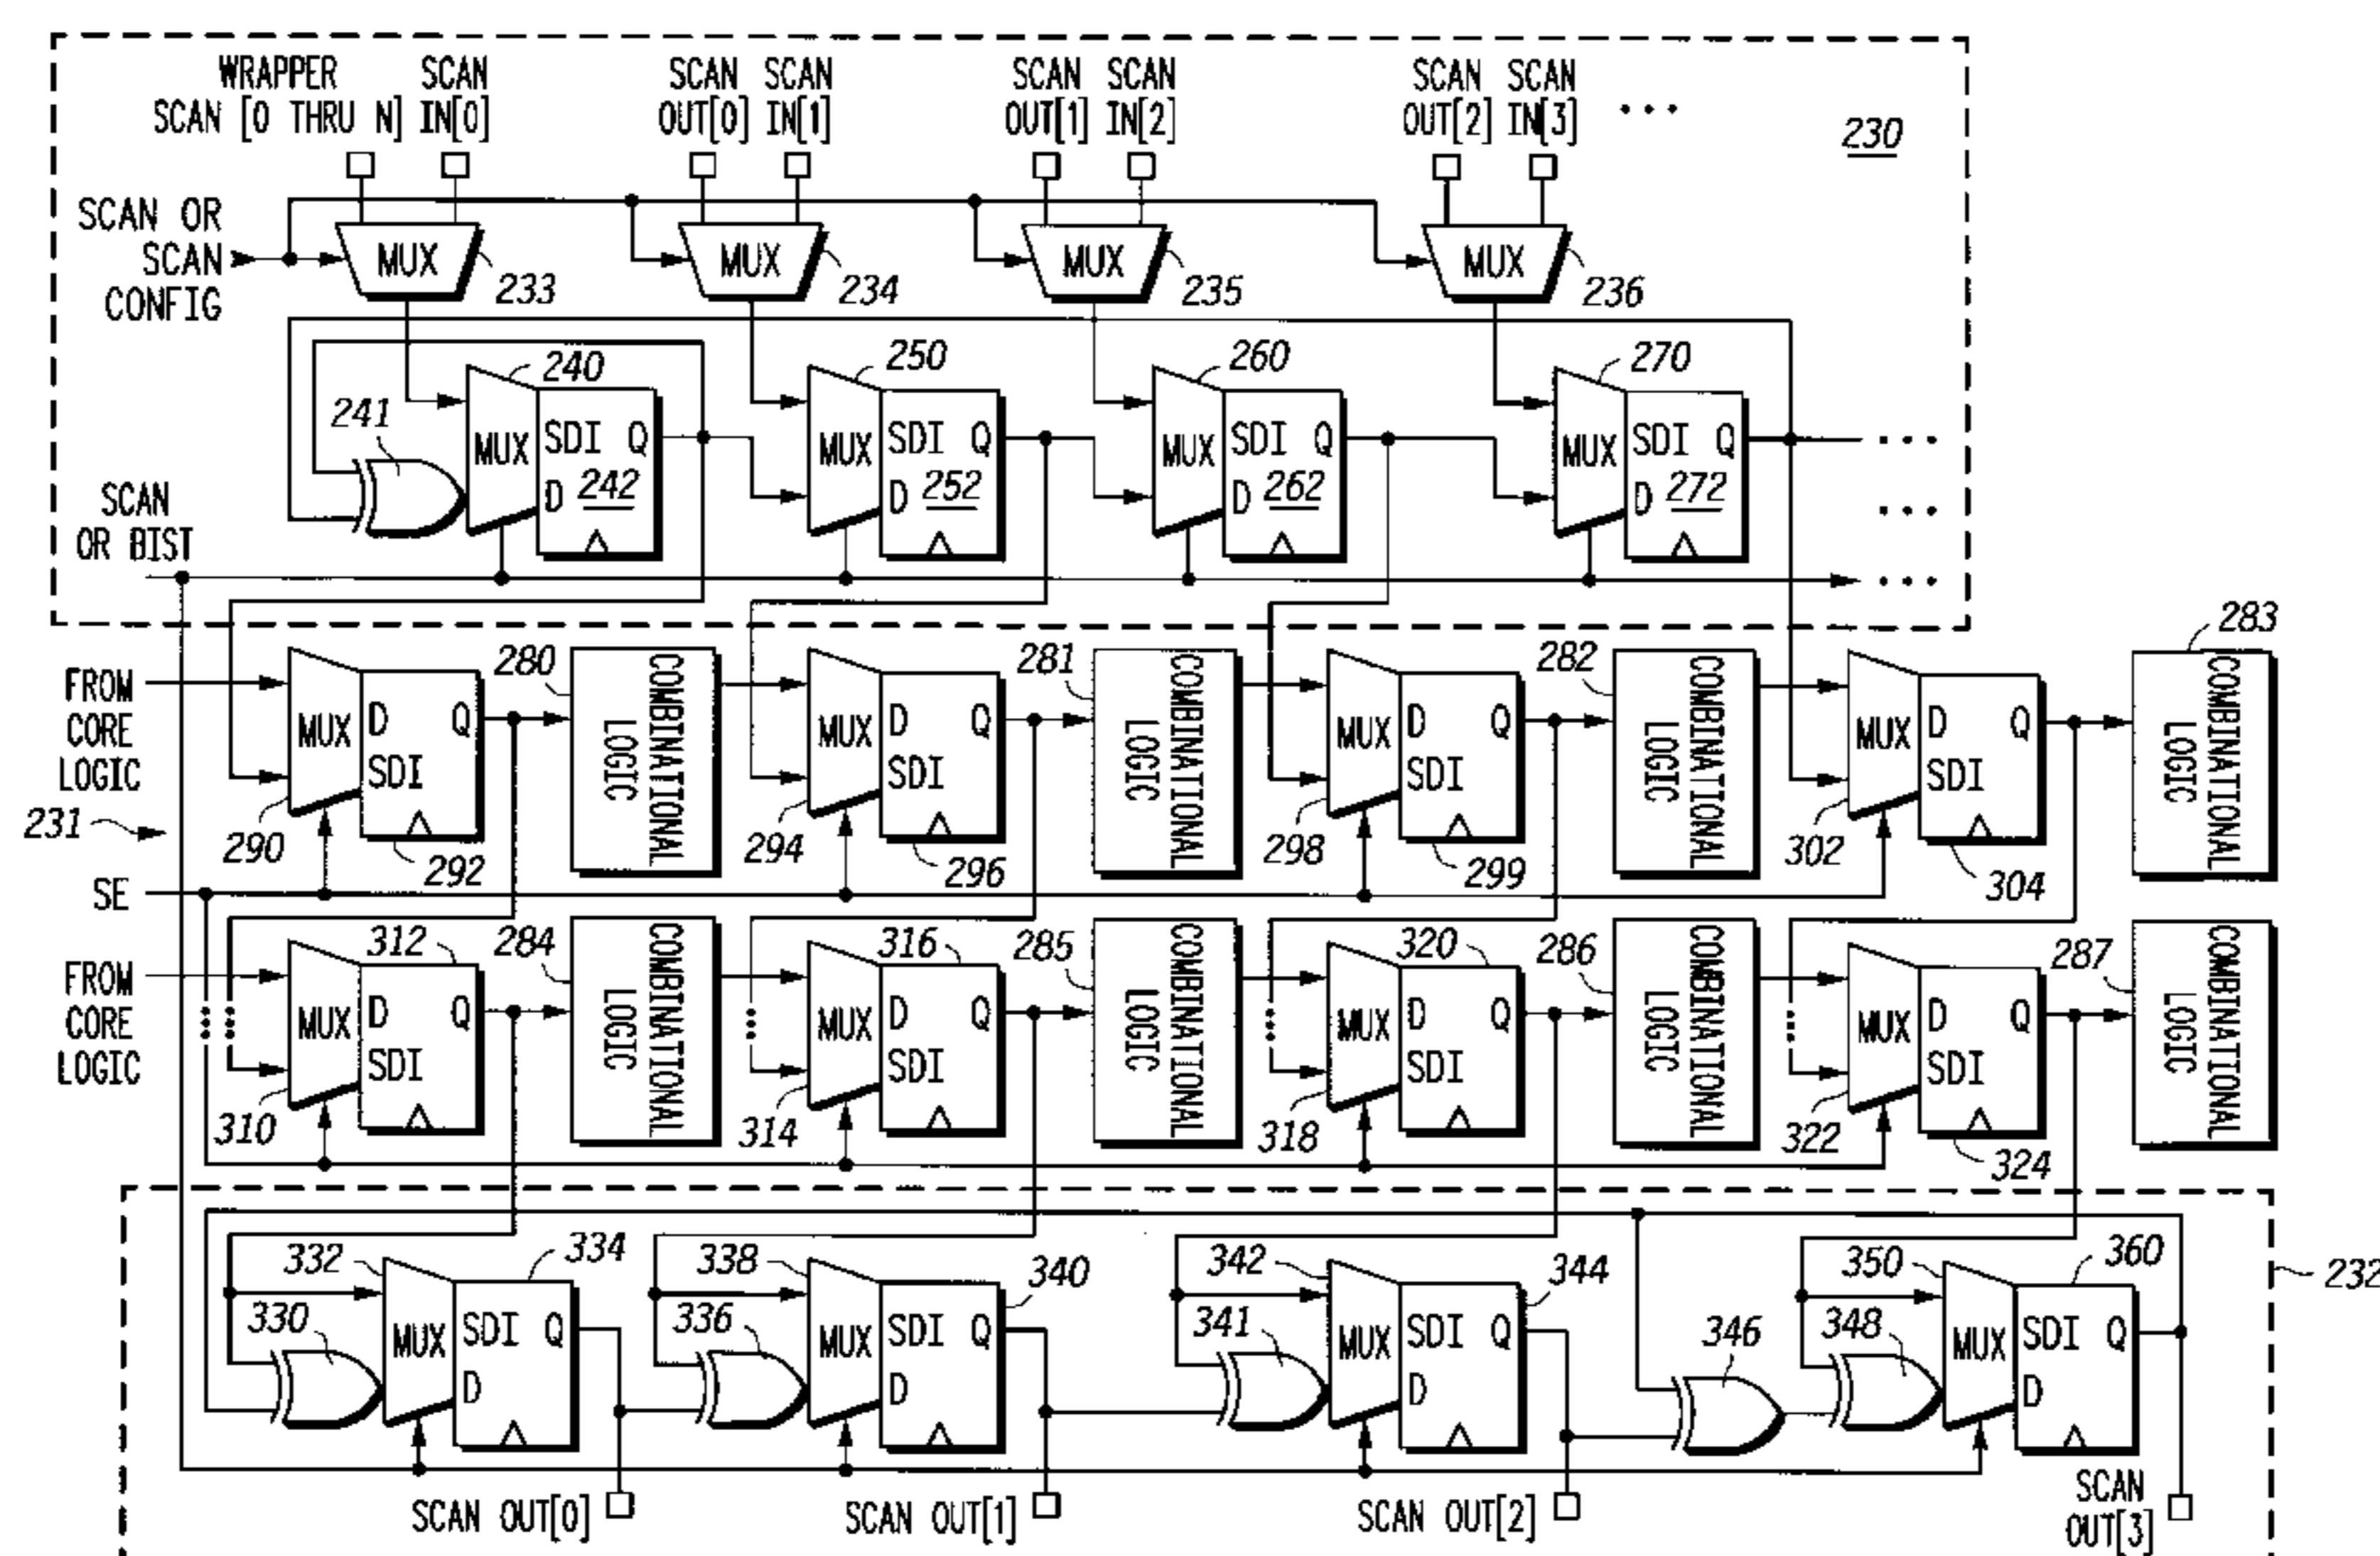 WRAPPER SCAN SCAN SCAN SCAN SCAN SCAN SCAN
SCAN [0 THRU N] IN[0] OUT[0] IN[1] OUT[1] IN[2] OUT[2] IN[3] ...
230
SCAN OR
SCAN
CONFIG
MUX 233 MUX 234 MUX 235 MUX 236
240 250 260 270
241
MUX SDI Q MUX SDI Q MUX SDI Q MUX SDI Q ...
D 242 D 252 D 262 D 272 ...
SCAN
OR BIST
...
283
FROM
CORE
LOGIC
280 281 282
MUX D Q MUX D Q MUX D Q MUX D Q
SDI SDI SDI SDI
COMBINATIONAL
LOGIC
COMBINATIONAL
LOGIC
COMBINATIONAL
LOGIC
COMBINATIONAL
LOGIC
231
290 292 294 296 298 299 302 304
SE
312 284 316 285 320 286 287
FROM
CORE
LOGIC
MUX D Q MUX D Q MUX D Q MUX D Q
SDI SDI SDI SDI
COMBINATIONAL
LOGIC
COMBINATIONAL
LOGIC
COMBINATIONAL
LOGIC
COMBINATIONAL
LOGIC
310 314 318 322 324
332 334 338 340 342 344 350 360 232
330 336 341 346 348
MUX SDI Q MUX SDI Q MUX SDI Q MUX SDI Q
D D D D
SCAN OUT[0] SCAN OUT[1] SCAN OUT[2] SCAN
OUT[3]